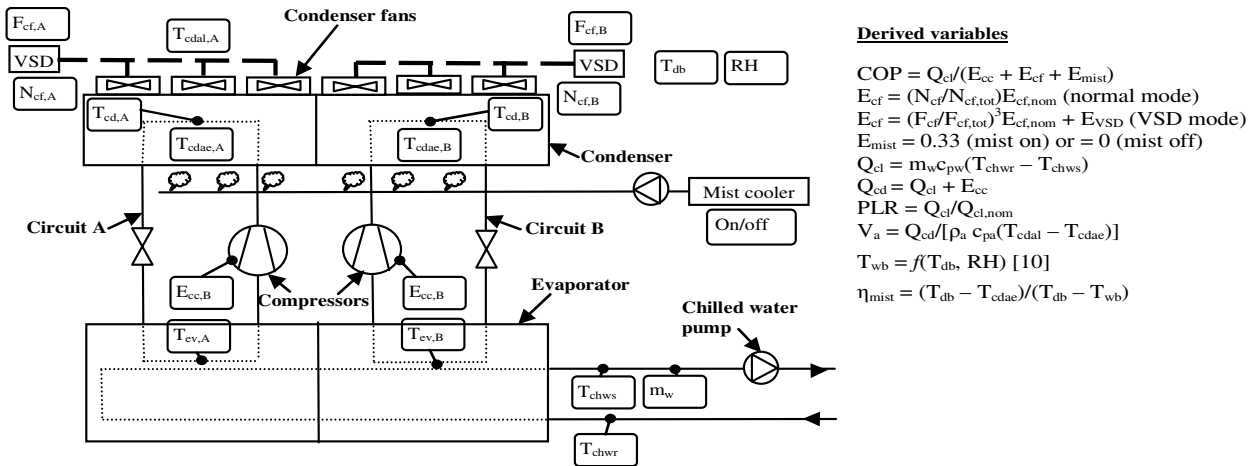 F_cf,A
T_cdal,A
Condenser fans
F_cf,B
VSD
VSD
N_cf,A
N_cf,B
T_db
RH
T_cd,A
T_cd,B
T_cdae,A
T_cdae,B
Condenser
Mist cooler
On/off
Circuit A
Circuit B
E_cc,B
Compressors
E_cc,B
Evaporator
T_ev,A
T_ev,B
Chilled water
pump
T_chws
m_w
T_chwr
Derived variables
COP = Q_cl/(E_cc + E_cf + E_mist)
E_cf = (N_cf/N_cf,tot)E_cf,nom (normal mode)
E_cf = (F_cf/F_cf,tot)³E_cf,nom + E_VSD (VSD mode)
E_mist = 0.33 (mist on) or = 0 (mist off)
Q_cl = m_wc_pw(T_chwr – T_chws)
Q_cd = Q_cl + E_cc
PLR = Q_cl/Q_cl,nom
V_a = Q_cd/[ρ_a c_pa(T_cdal – T_cdae)]
T_wb = f(T_db, RH) [10]
η_mist = (T_db – T_cdae)/(T_db – T_wb)